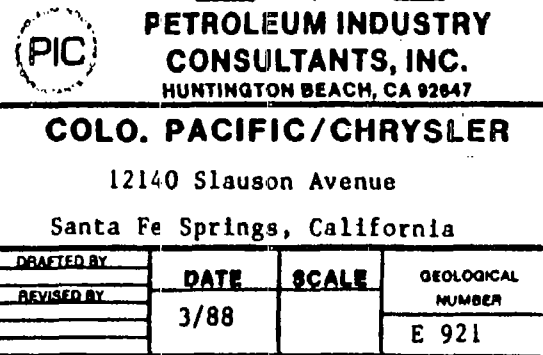 PIC
PETROLEUM INDUSTRY
CONSULTANTS, INC.
HUNTINGTON BEACH, CA 92647
COLO. PACIFIC/CHRYSLER
12140 Slauson Avenue
Santa Fe Springs, California
DRAFTED BY
REVISED BY
DATE
3/88
SCALE
GEOLOGICAL
NUMBER
E 921